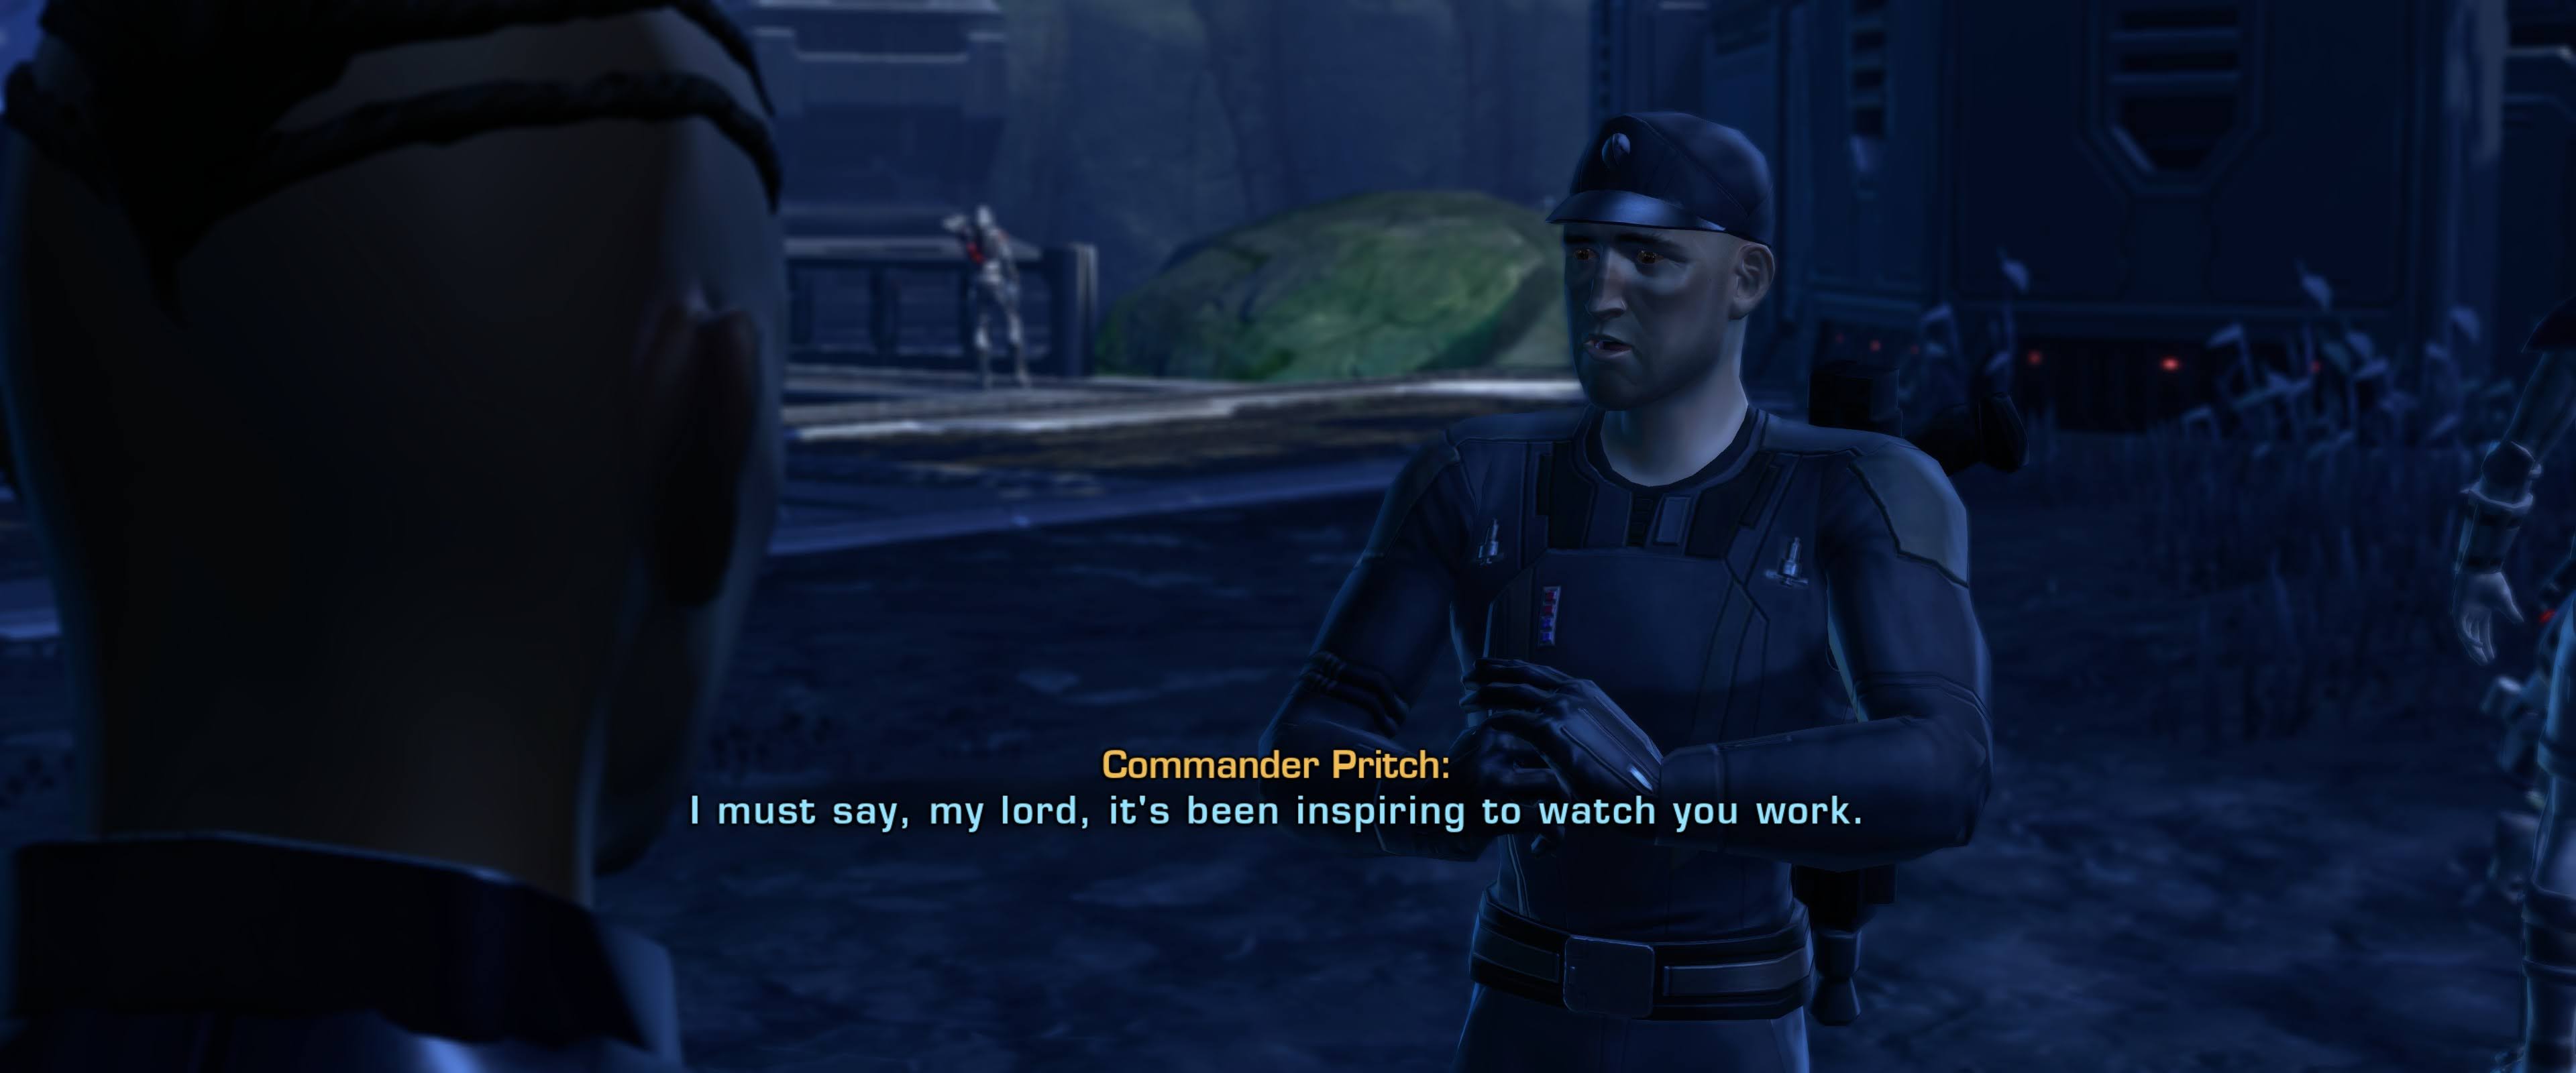 Commander Pritch:
I must say, my lord, it's been inspiring to watch you work.